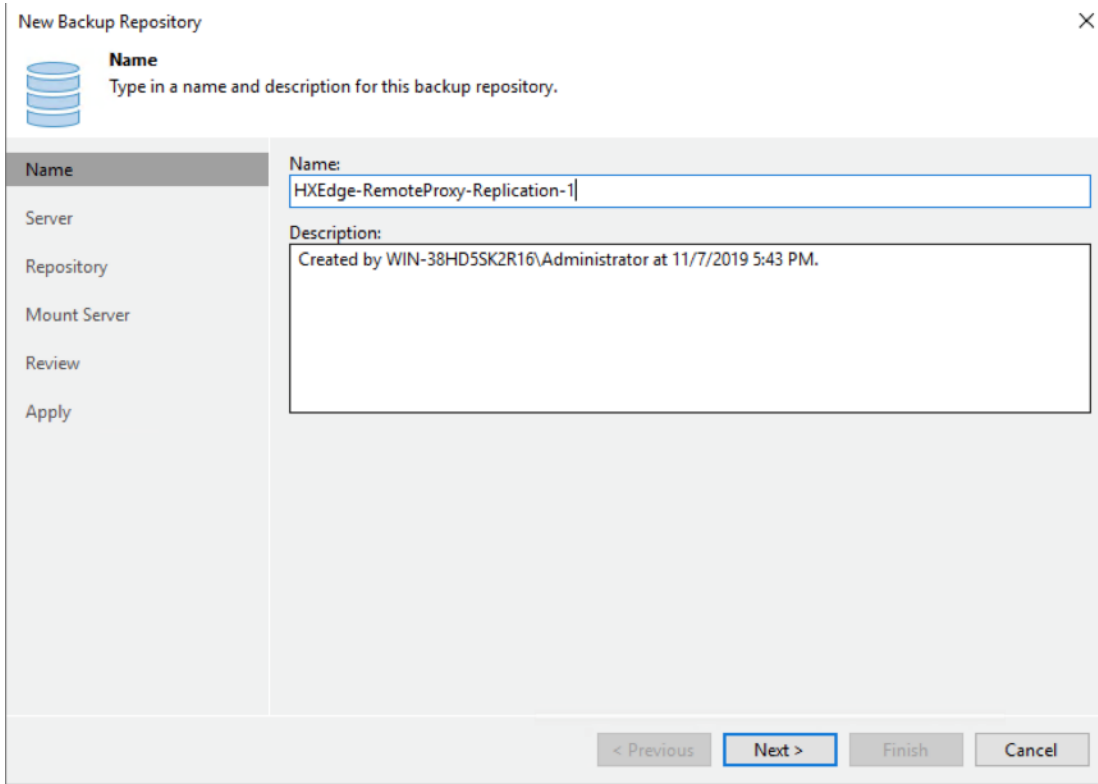 New Backup Repository
Name
Type in a name and description for this backup repository.
Name
Server
Repository
Mount Server
Review
Apply
Name:
HXEdge-RemoteProxy-Replication-1
Description:
Created by WIN-38HD5SK2R16\Administrator at 11/7/2019 5:43 PM.
< Previous
Next >
Finish
Cancel